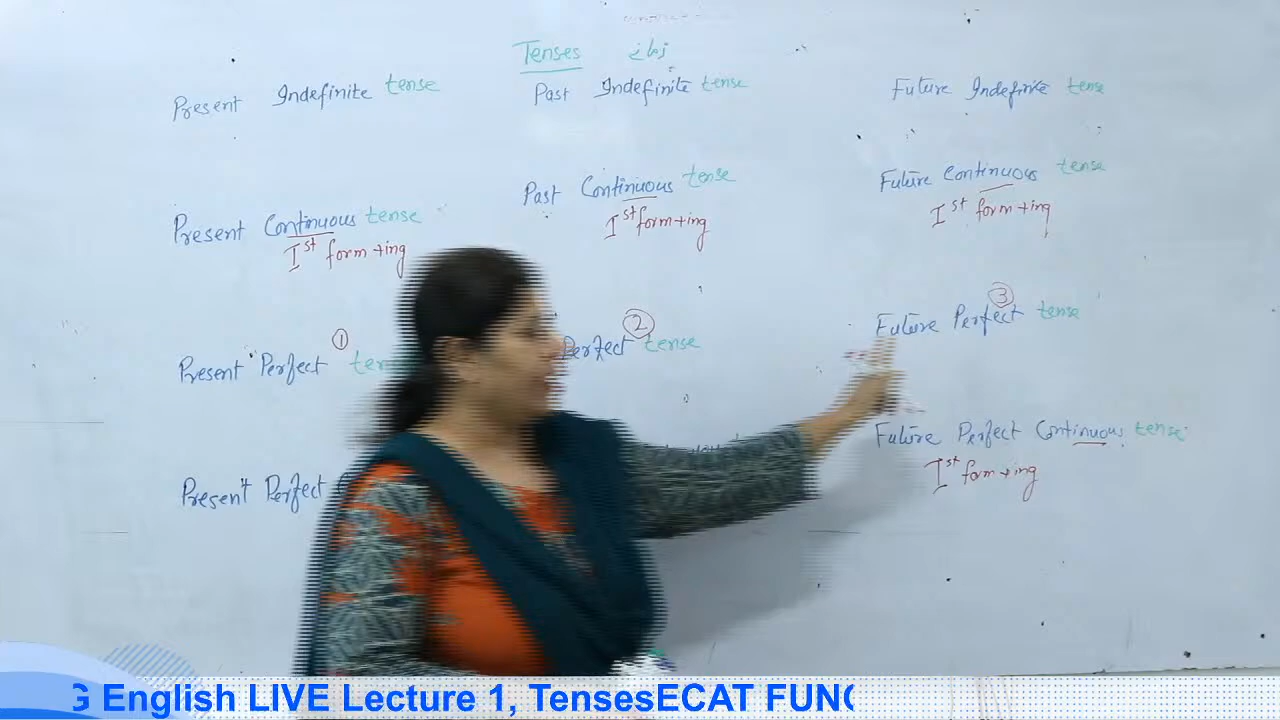 Tenses زمانے
Present Indefinite tense
Past Indefinite tense
Future Indefinite tense
Present Continuous tense
Ist form +ing
Past Continuous tense
Ist form +ing
Future Continuous tense
Ist form +ing
Present Perfect ①
Perfect ② tense
Future Perfect ③ tense
Present Perfect
Future Perfect Continuous tense
Ist form +ing
G English LIVE Lecture 1, TensesECAT FUNC